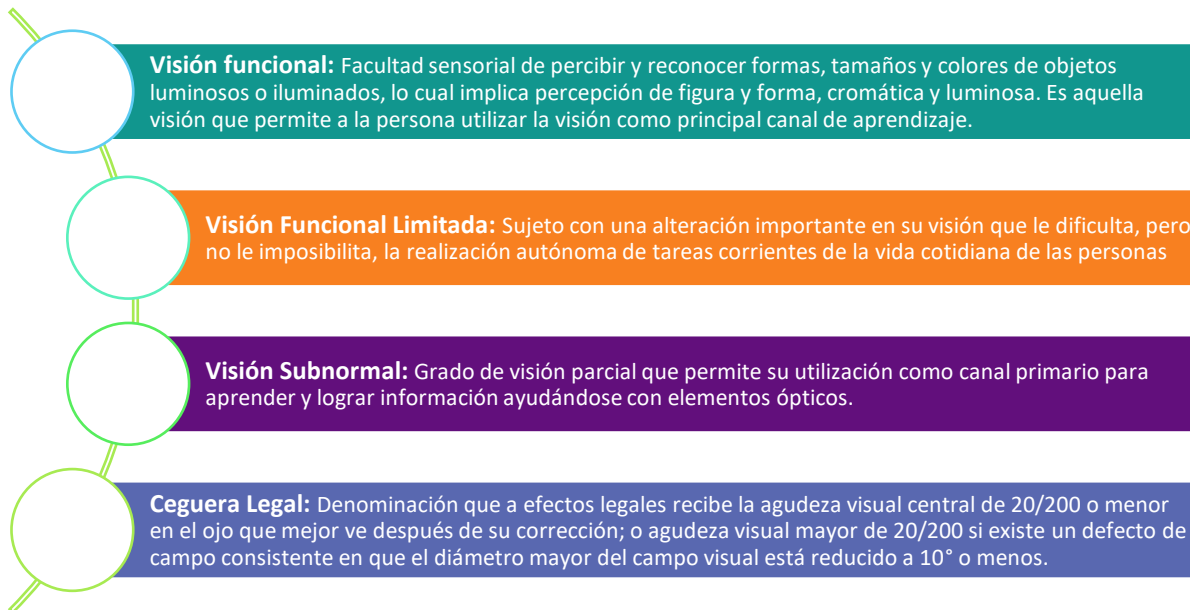 Visión funcional: Facultad sensorial de percibir y reconocer formas, tamaños y colores de objetos
luminosos o iluminados, lo cual implica percepción de figura y forma, cromática y luminosa. Es aquella
visión que permite a la persona utilizar la visión como principal canal de aprendizaje.
Visión Funcional Limitada: Sujeto con una alteración importante en su visión que le dificulta, pero
no le imposibilita, la realización autónoma de tareas corrientes de la vida cotidiana de las personas
Visión Subnormal: Grado de visión parcial que permite su utilización como canal primario para
aprender y lograr información ayudándose con elementos ópticos.
Ceguera Legal: Denominación que a efectos legales recibe la agudeza visual central de 20/200 o menor
en el ojo que mejor ve después de su corrección; o agudeza visual mayor de 20/200 si existe un defecto de
campo consistente en que el diámetro mayor del campo visual está reducido a 10° o menos.